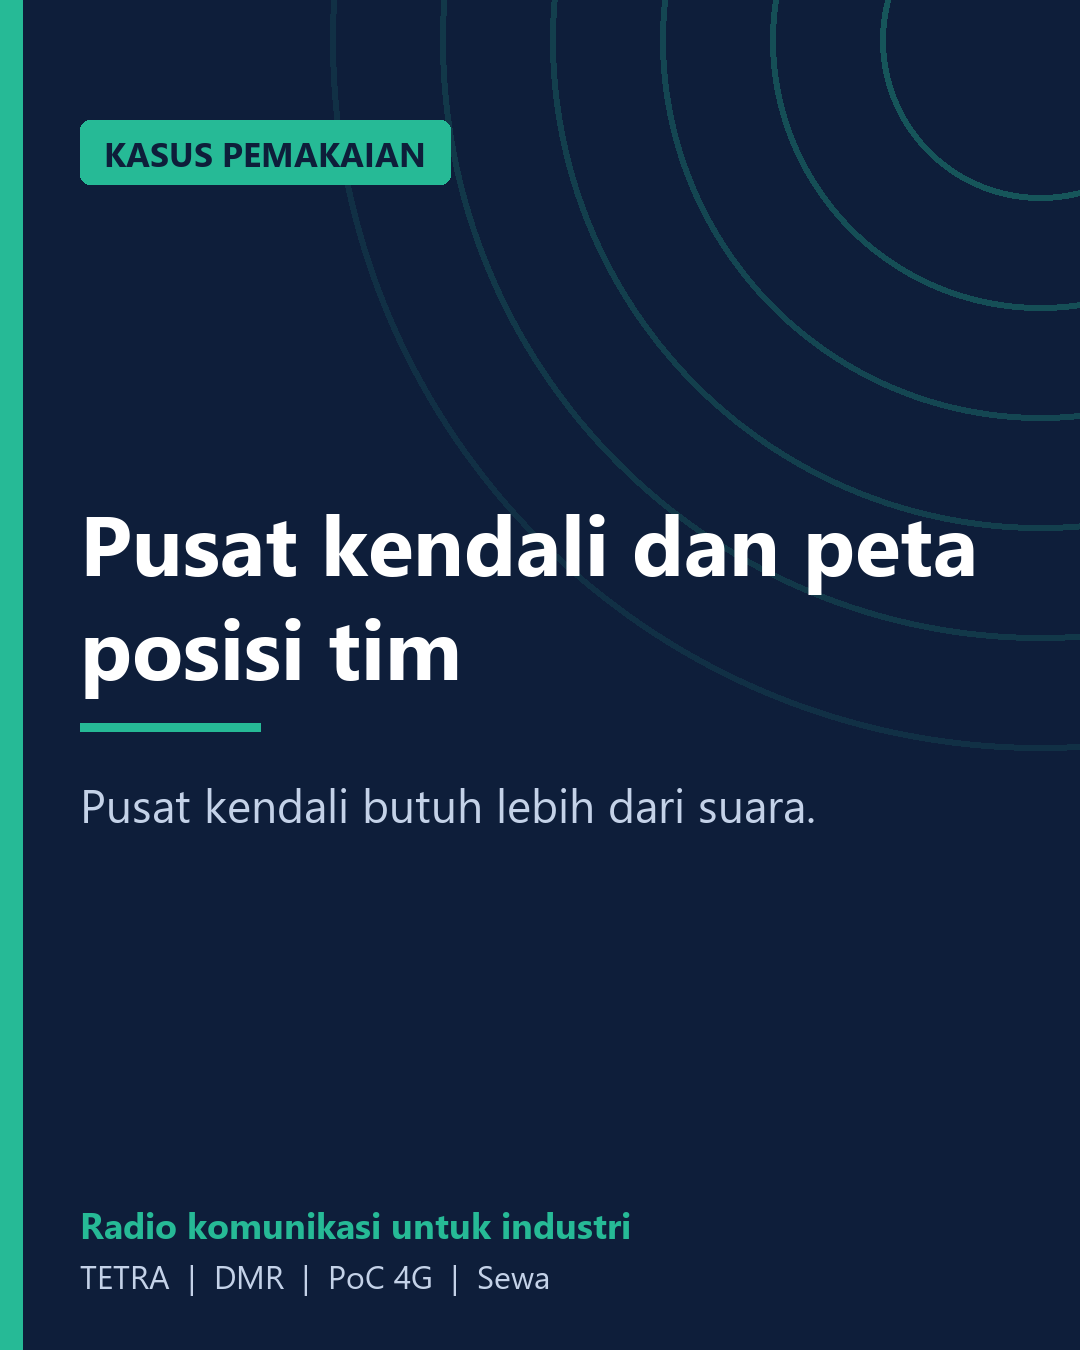 KASUS PEMAKAIAN
Pusat kendali dan peta
posisi tim
Pusat kendali butuh lebih dari suara.
Radio komunikasi untuk industri
TETRA | DMR | PoC 4G | Sewa